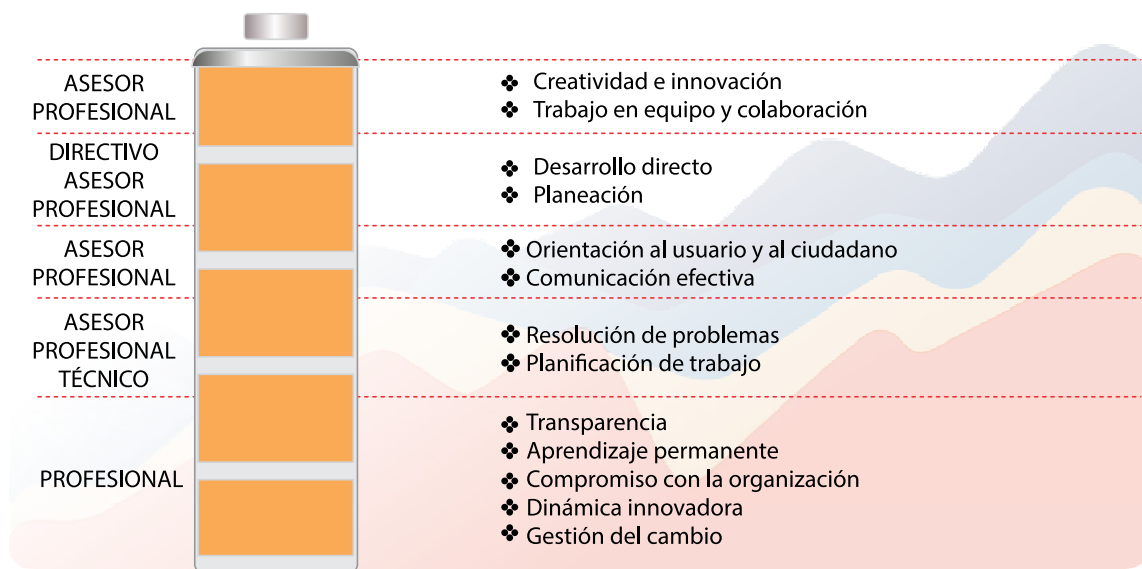 ASESOR
PROFESIONAL
❖ Creatividad e innovación
❖ Trabajo en equipo y colaboración
DIRECTIVO
ASESOR
PROFESIONAL
❖ Desarrollo directo
❖ Planeación
ASESOR
PROFESIONAL
❖ Orientación al usuario y al ciudadano
❖ Comunicación efectiva
ASESOR
PROFESIONAL
TÉCNICO
❖ Resolución de problemas
❖ Planificación de trabajo
PROFESIONAL
❖ Transparencia
❖ Aprendizaje permanente
❖ Compromiso con la organización
❖ Dinámica innovadora
❖ Gestión del cambio